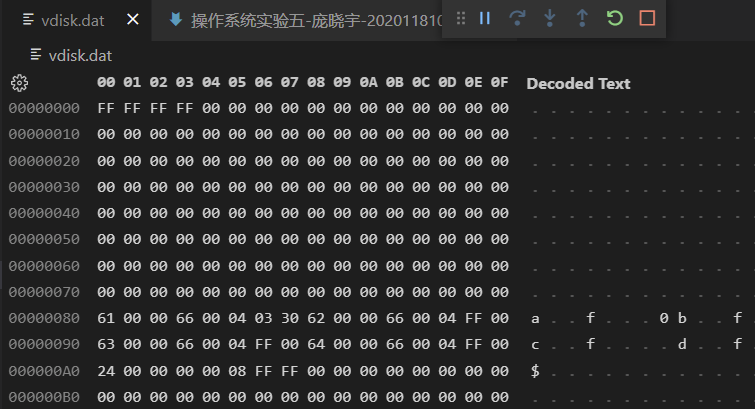 vdisk.dat 操作系统实验五-庞晓宇-202011810
vdisk.dat
00 01 02 03 04 05 06 07 08 09 0A 0B 0C 0D 0E 0F Decoded Text
00000000 FF FF FF FF 00 00 00 00 00 00 00 00 00 00 00 00 . . . . . . . . . . . .
00000010 00 00 00 00 00 00 00 00 00 00 00 00 00 00 00 00 . . . . . . . . . . . .
00000020 00 00 00 00 00 00 00 00 00 00 00 00 00 00 00 00 . . . . . . . . . . . .
00000030 00 00 00 00 00 00 00 00 00 00 00 00 00 00 00 00 . . . . . . . . . . . .
00000040 00 00 00 00 00 00 00 00 00 00 00 00 00 00 00 00 . . . . . . . . . . . .
00000050 00 00 00 00 00 00 00 00 00 00 00 00 00 00 00 00 . . . . . . . . . . . .
00000060 00 00 00 00 00 00 00 00 00 00 00 00 00 00 00 00 . . . . . . . . . . . .
00000070 00 00 00 00 00 00 00 00 00 00 00 00 00 00 00 00 . . . . . . . . . . . .
00000080 61 00 00 66 00 04 03 30 62 00 00 66 00 04 FF 00 a . . f . . . 0 b . . f
00000090 63 00 00 66 00 04 FF 00 64 00 00 66 00 04 FF 00 c . . f . . . . d . . f
000000A0 24 00 00 00 00 08 FF FF 00 00 00 00 00 00 00 00 $ . . . . . . . . . . .
000000B0 00 00 00 00 00 00 00 00 00 00 00 00 00 00 00 00 . . . . . . . . . . . .